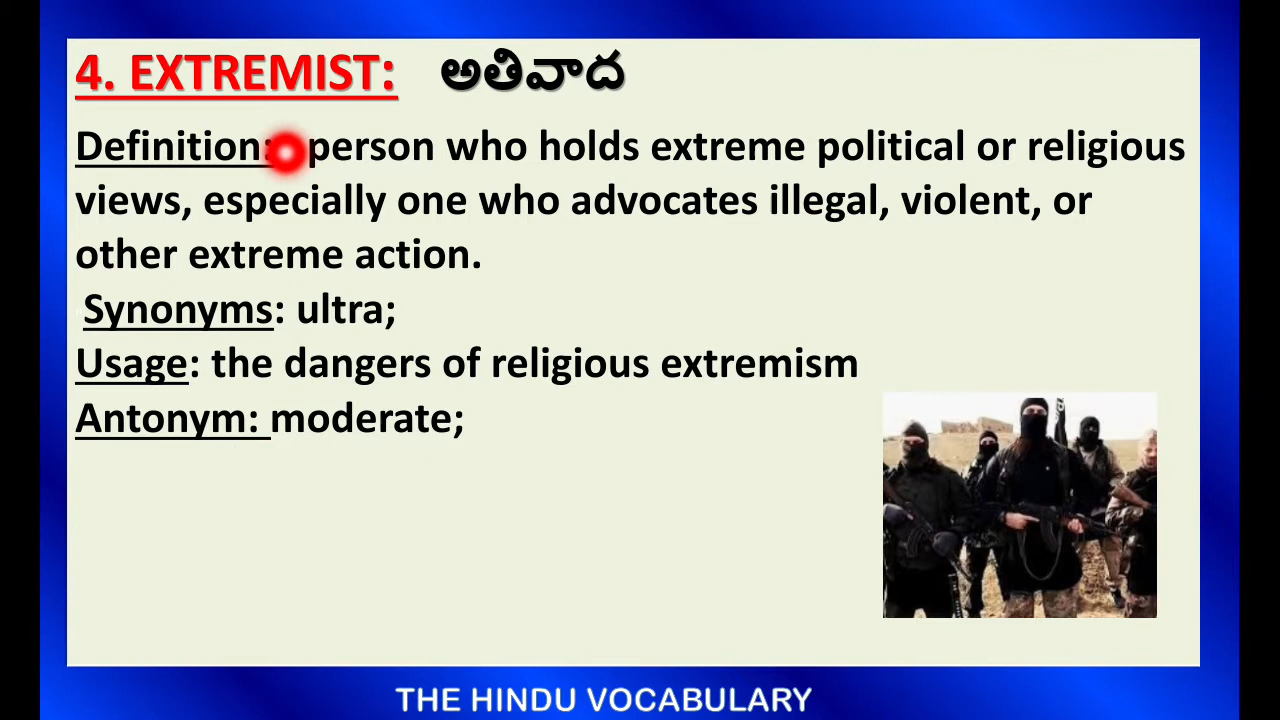 4. EXTREMIST: అతివాద
Definition: person who holds extreme political or religious
views, especially one who advocates illegal, violent, or
other extreme action.
Synonyms: ultra;
Usage: the dangers of religious extremism
Antonym: moderate;
THE HINDU VOCABULARY